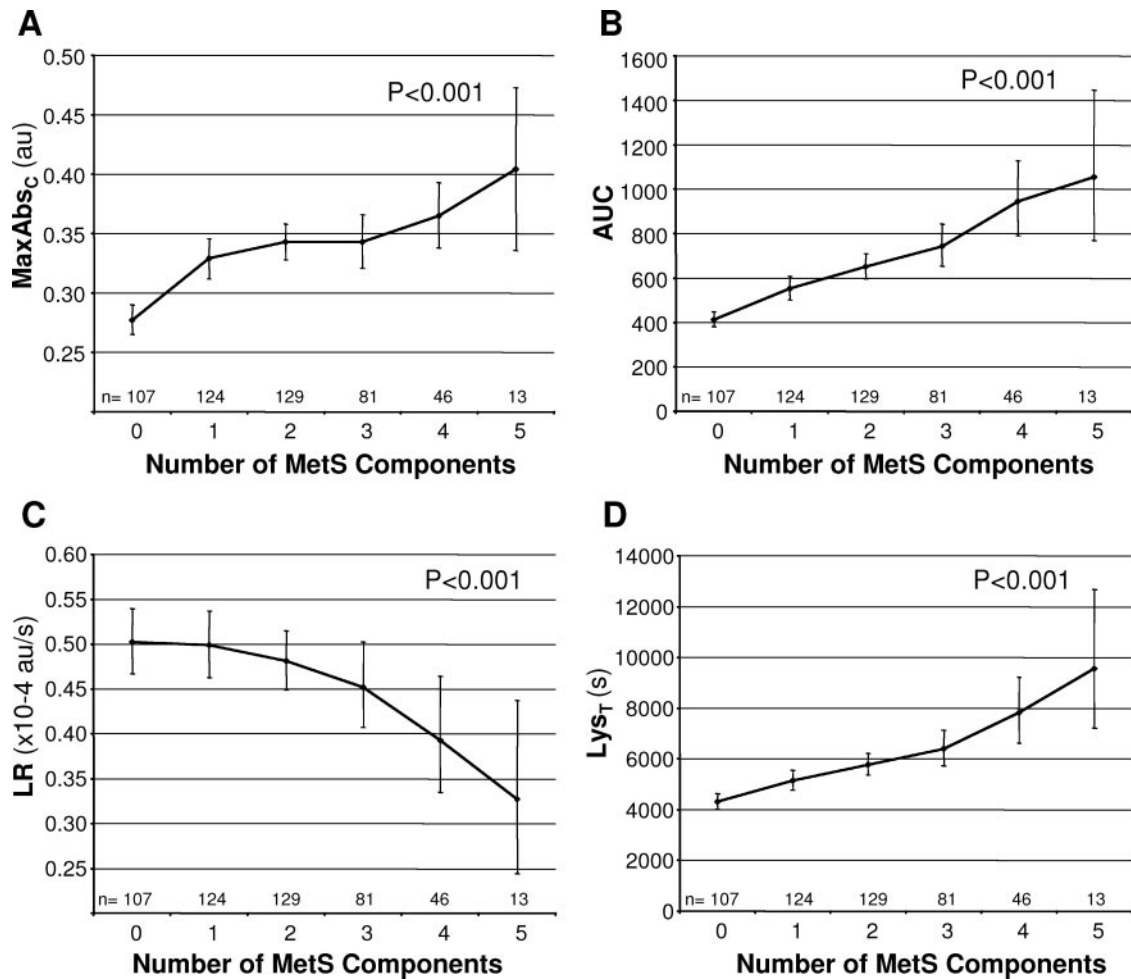 A
MaxAbsC (au)
0.50
0.45
0.40
0.35
0.30
0.25
P<0.001
n= 107 124 129 81 46 13
0 1 2 3 4 5
Number of MetS Components
B
AUC
1600
1400
1200
1000
800
600
400
200
0
P<0.001
n= 107 124 129 81 46 13
0 1 2 3 4 5
Number of MetS Components
C
LR (x10-4 au/s)
0.60
0.55
0.50
0.45
0.40
0.35
0.30
0.25
P<0.001
n= 107 124 129 81 46 13
0 1 2 3 4 5
Number of MetS Components
D
LysT (s)
14000
12000
10000
8000
6000
4000
2000
0
P<0.001
n= 107 124 129 81 46 13
0 1 2 3 4 5
Number of MetS Components